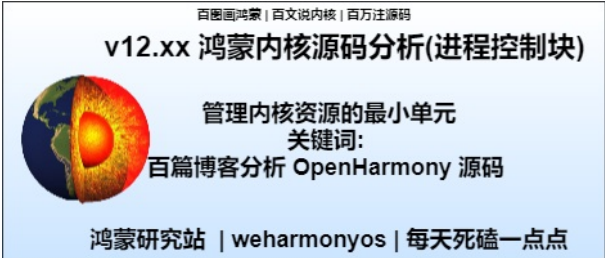 百图画鸿蒙 | 百文说内核 | 百万注源码
v12.xx 鸿蒙内核源码分析(进程控制块)
管理内核资源的最小单元
关键词:
百篇博客分析 OpenHarmony 源码
鸿蒙研究站 | weharmonyos | 每天死磕一点点